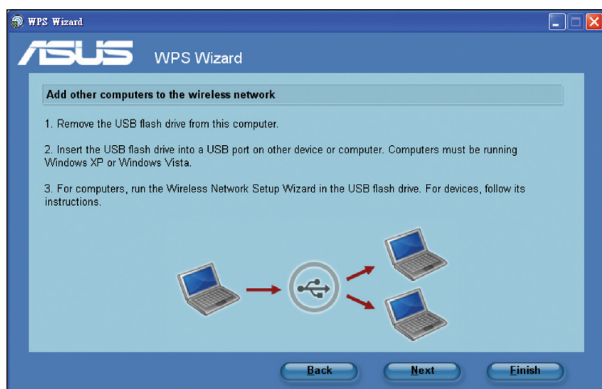 WPS Wizard
ASUS WPS Wizard
Add other computers to the wireless network
1. Remove the USB flash drive from this computer.
2. Insert the USB flash drive into a USB port on other device or computer. Computers must be running
Windows XP or Windows Vista.
3. For computers, run the Wireless Network Setup Wizard in the USB flash drive. For devices, follow its
instructions.
Back Next Finish